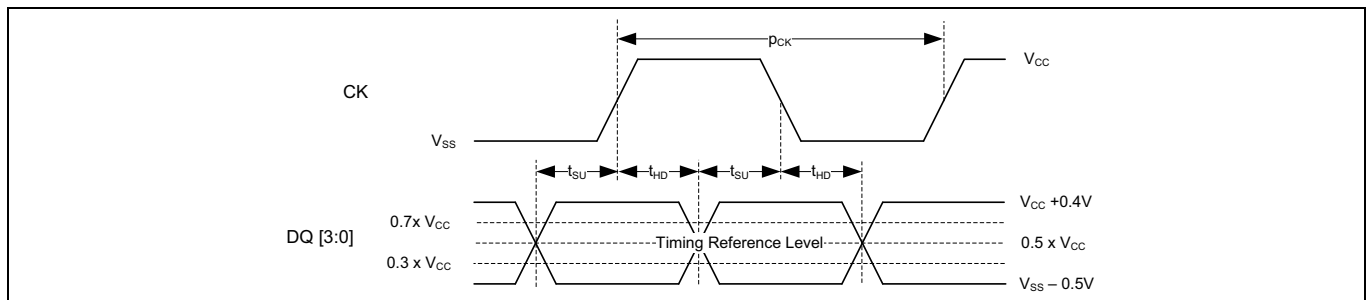 pCK
VCC
CK
VSS
tSU tHD tSU tHD
VCC +0.4V
0.7x VCC
DQ [3:0] Timing Reference Level 0.5 x VCC
0.3 x VCC
VSS – 0.5V